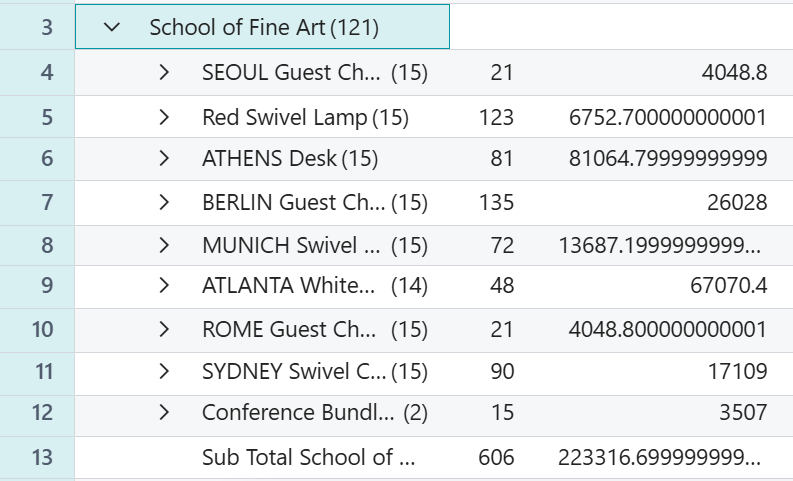 3 School of Fine Art (121)
4 SEOUL Guest Ch... (15) 21 4048.8
5 Red Swivel Lamp (15) 123 6752.700000000001
6 ATHENS Desk (15) 81 81064.79999999999
7 BERLIN Guest Ch... (15) 135 26028
8 MUNICH Swivel ... (15) 72 13687.1999999999...
9 ATLANTA White... (14) 48 67070.4
10 ROME Guest Ch... (15) 21 4048.800000000001
11 SYDNEY Swivel C... (15) 90 17109
12 Conference Bundl... (2) 15 3507
13 Sub Total School of ... 606 223316.699999999...